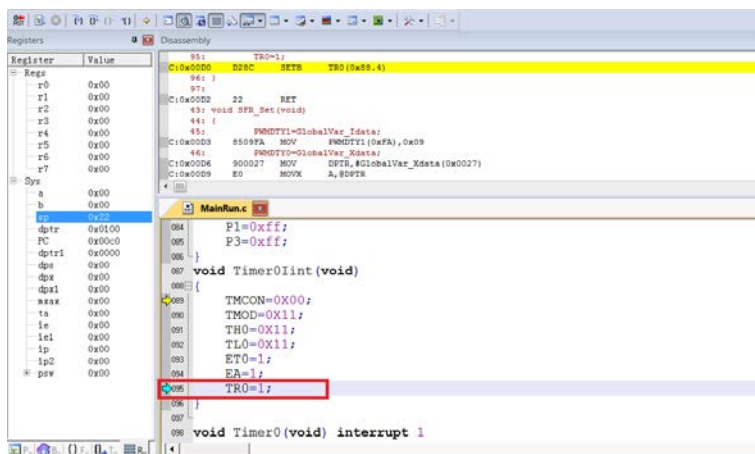 Registers
Disassembly
Register Value
Regs
r0 0x00
r1 0x00
r2 0x00
r3 0x00
r4 0x00
r5 0x00
r6 0x00
r7 0x00
Sys
a 0x00
b 0x00
sp 0x22
dptr 0x0100
PC 0x00c0
dptr1 0x0000
dps 0x00
dpx 0x00
dpx1 0x00
mxax 0x00
ta 0x00
ie 0x00
ie1 0x00
ip 0x00
ip2 0x00
psw 0x00
95: TR0=1;
C:0x00D0 D28C SETB TR0(0x88.4)
96: }
97:
C:0x00D2 22 RET
43: void SFR_Set(void)
44: {
45: PWMDTY1=GlobalVar_Idata;
C:0x00D3 8509FA MOV PWMDTY1(0xFA),0x09
46: PWMDTY0=GlobalVar_Xdata;
C:0x00D6 900027 MOV DPTR,#GlobalVar_Xdata(0x0027)
C:0x00D9 E0 MOVX A,@DPTR
MainRun.c
084 P1=0xff;
085 P3=0xff;
086 }
087 void Timer0Iint(void)
088 {
089 TMCON=0X00;
090 TMOD=0X11;
091 TH0=0X11;
092 TL0=0X11;
093 ET0=1;
094 EA=1;
095 TR0=1;
096 }
097
098 void Timer0(void) interrupt 1